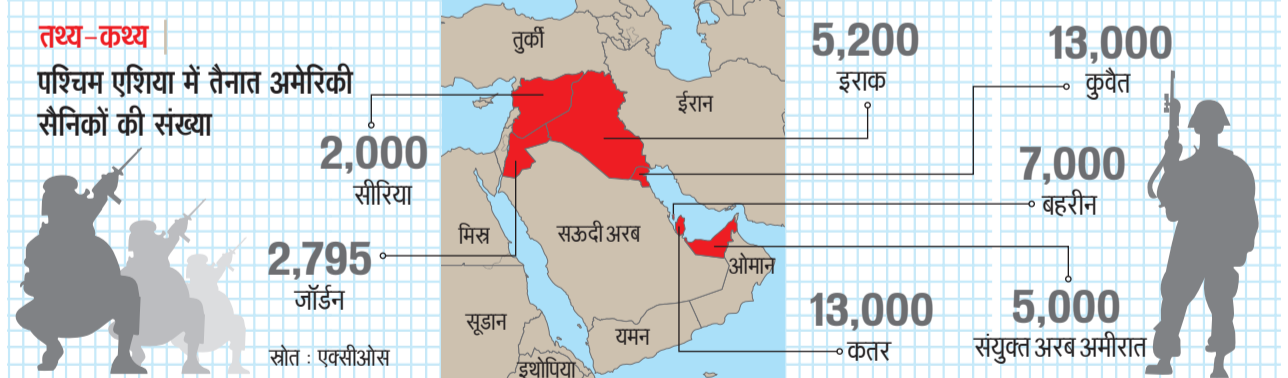 तथ्य-कथ्य
पश्चिम एशिया में तैनात अमेरिकी
सैनिकों की संख्या
2,000
सीरिया
2,795
जॉर्डन
स्रोत : एक्सीओस
तुर्की
ईरान
मिस्र
सऊदी अरब
ओमान
सूडान
यमन
इथोपिया
5,200
इराक
13,000
कुवैत
7,000
बहरीन
13,000
कतर
5,000
संयुक्त अरब अमीरात